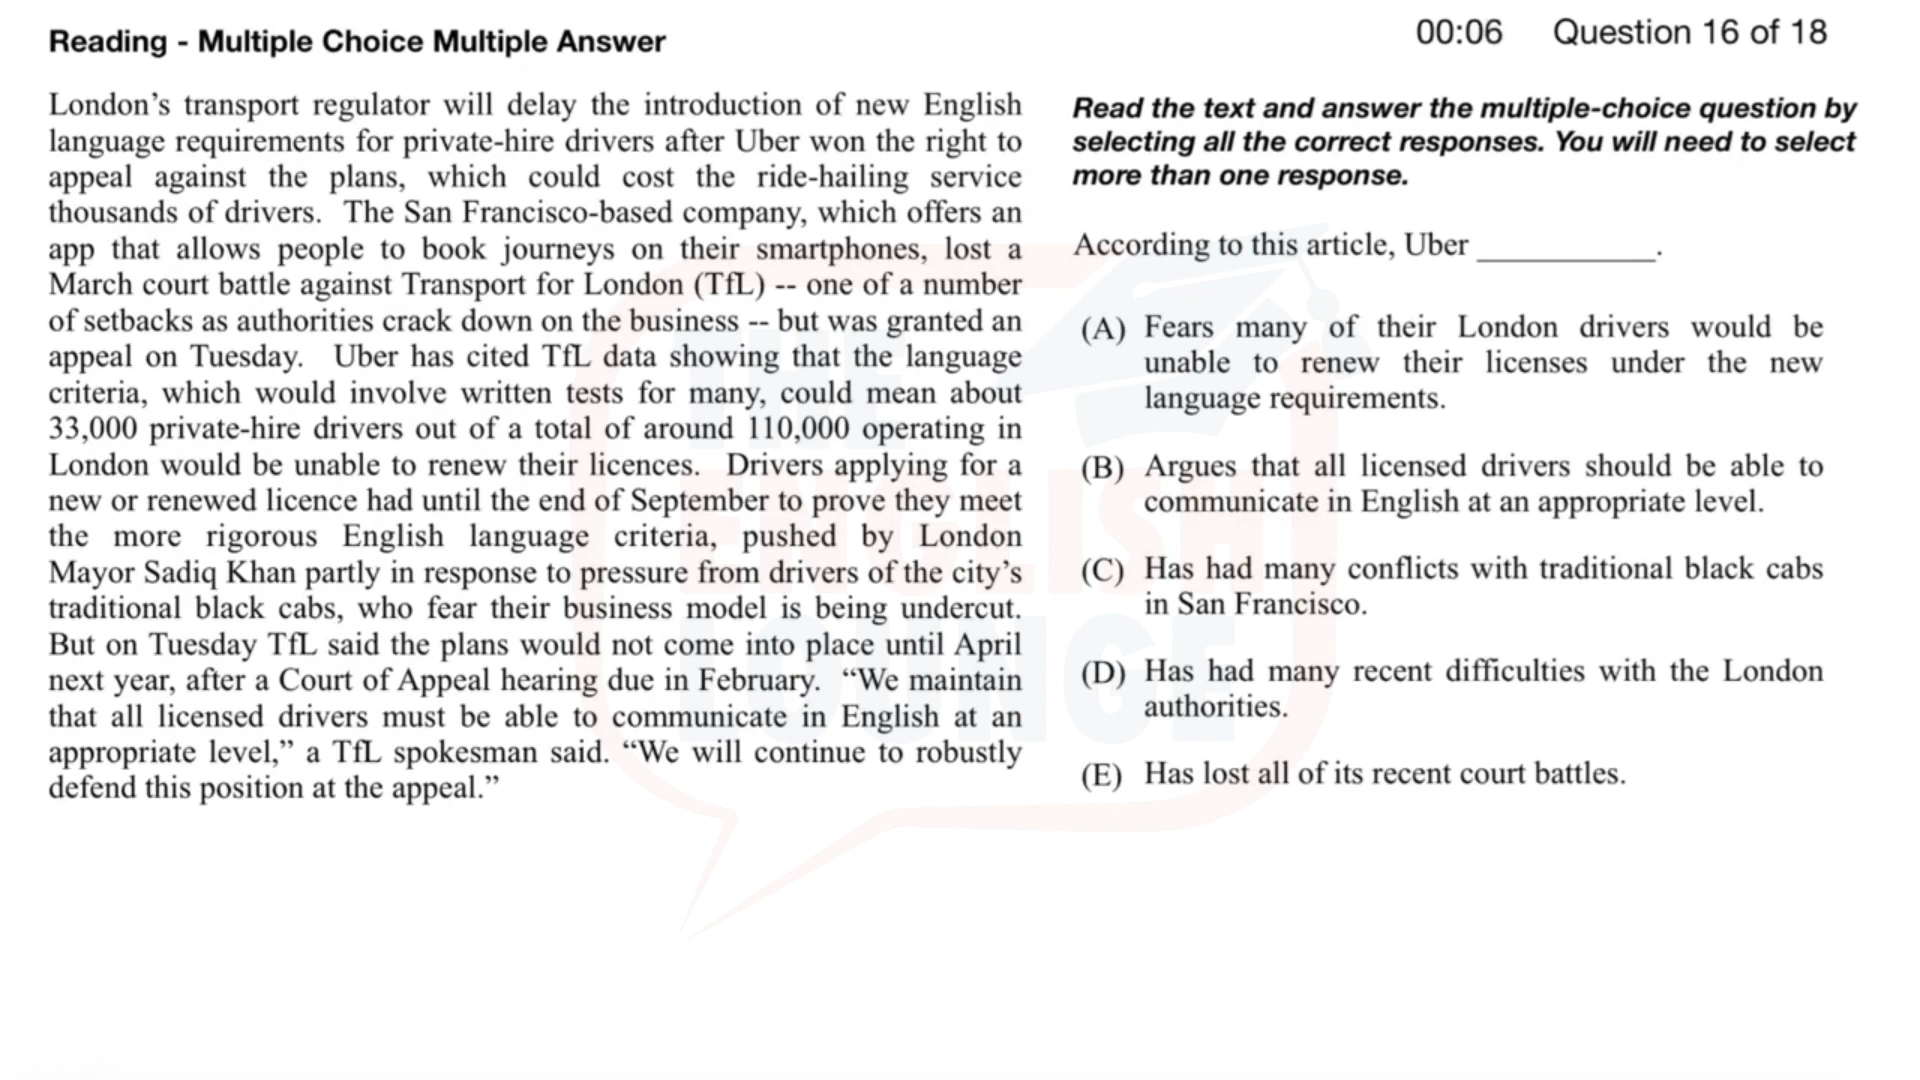 Reading - Multiple Choice Multiple Answer
00:06 Question 16 of 18
London’s transport regulator will delay the introduction of new English
language requirements for private-hire drivers after Uber won the right to
appeal against the plans, which could cost the ride-hailing service
thousands of drivers. The San Francisco-based company, which offers an
app that allows people to book journeys on their smartphones, lost a
March court battle against Transport for London (TfL) -- one of a number
of setbacks as authorities crack down on the business -- but was granted an
appeal on Tuesday. Uber has cited TfL data showing that the language
criteria, which would involve written tests for many, could mean about
33,000 private-hire drivers out of a total of around 110,000 operating in
London would be unable to renew their licences. Drivers applying for a
new or renewed licence had until the end of September to prove they meet
the more rigorous English language criteria, pushed by London
Mayor Sadiq Khan partly in response to pressure from drivers of the city’s
traditional black cabs, who fear their business model is being undercut.
But on Tuesday TfL said the plans would not come into place until April
next year, after a Court of Appeal hearing due in February. “We maintain
that all licensed drivers must be able to communicate in English at an
appropriate level,” a TfL spokesman said. “We will continue to robustly
defend this position at the appeal.”
Read the text and answer the multiple-choice question by
selecting all the correct responses. You will need to select
more than one response.
According to this article, Uber ____________.
(A) Fears many of their London drivers would be
unable to renew their licenses under the new
language requirements.
(B) Argues that all licensed drivers should be able to
communicate in English at an appropriate level.
(C) Has had many conflicts with traditional black cabs
in San Francisco.
(D) Has had many recent difficulties with the London
authorities.
(E) Has lost all of its recent court battles.
THE
ENGLISH
LOUNGE